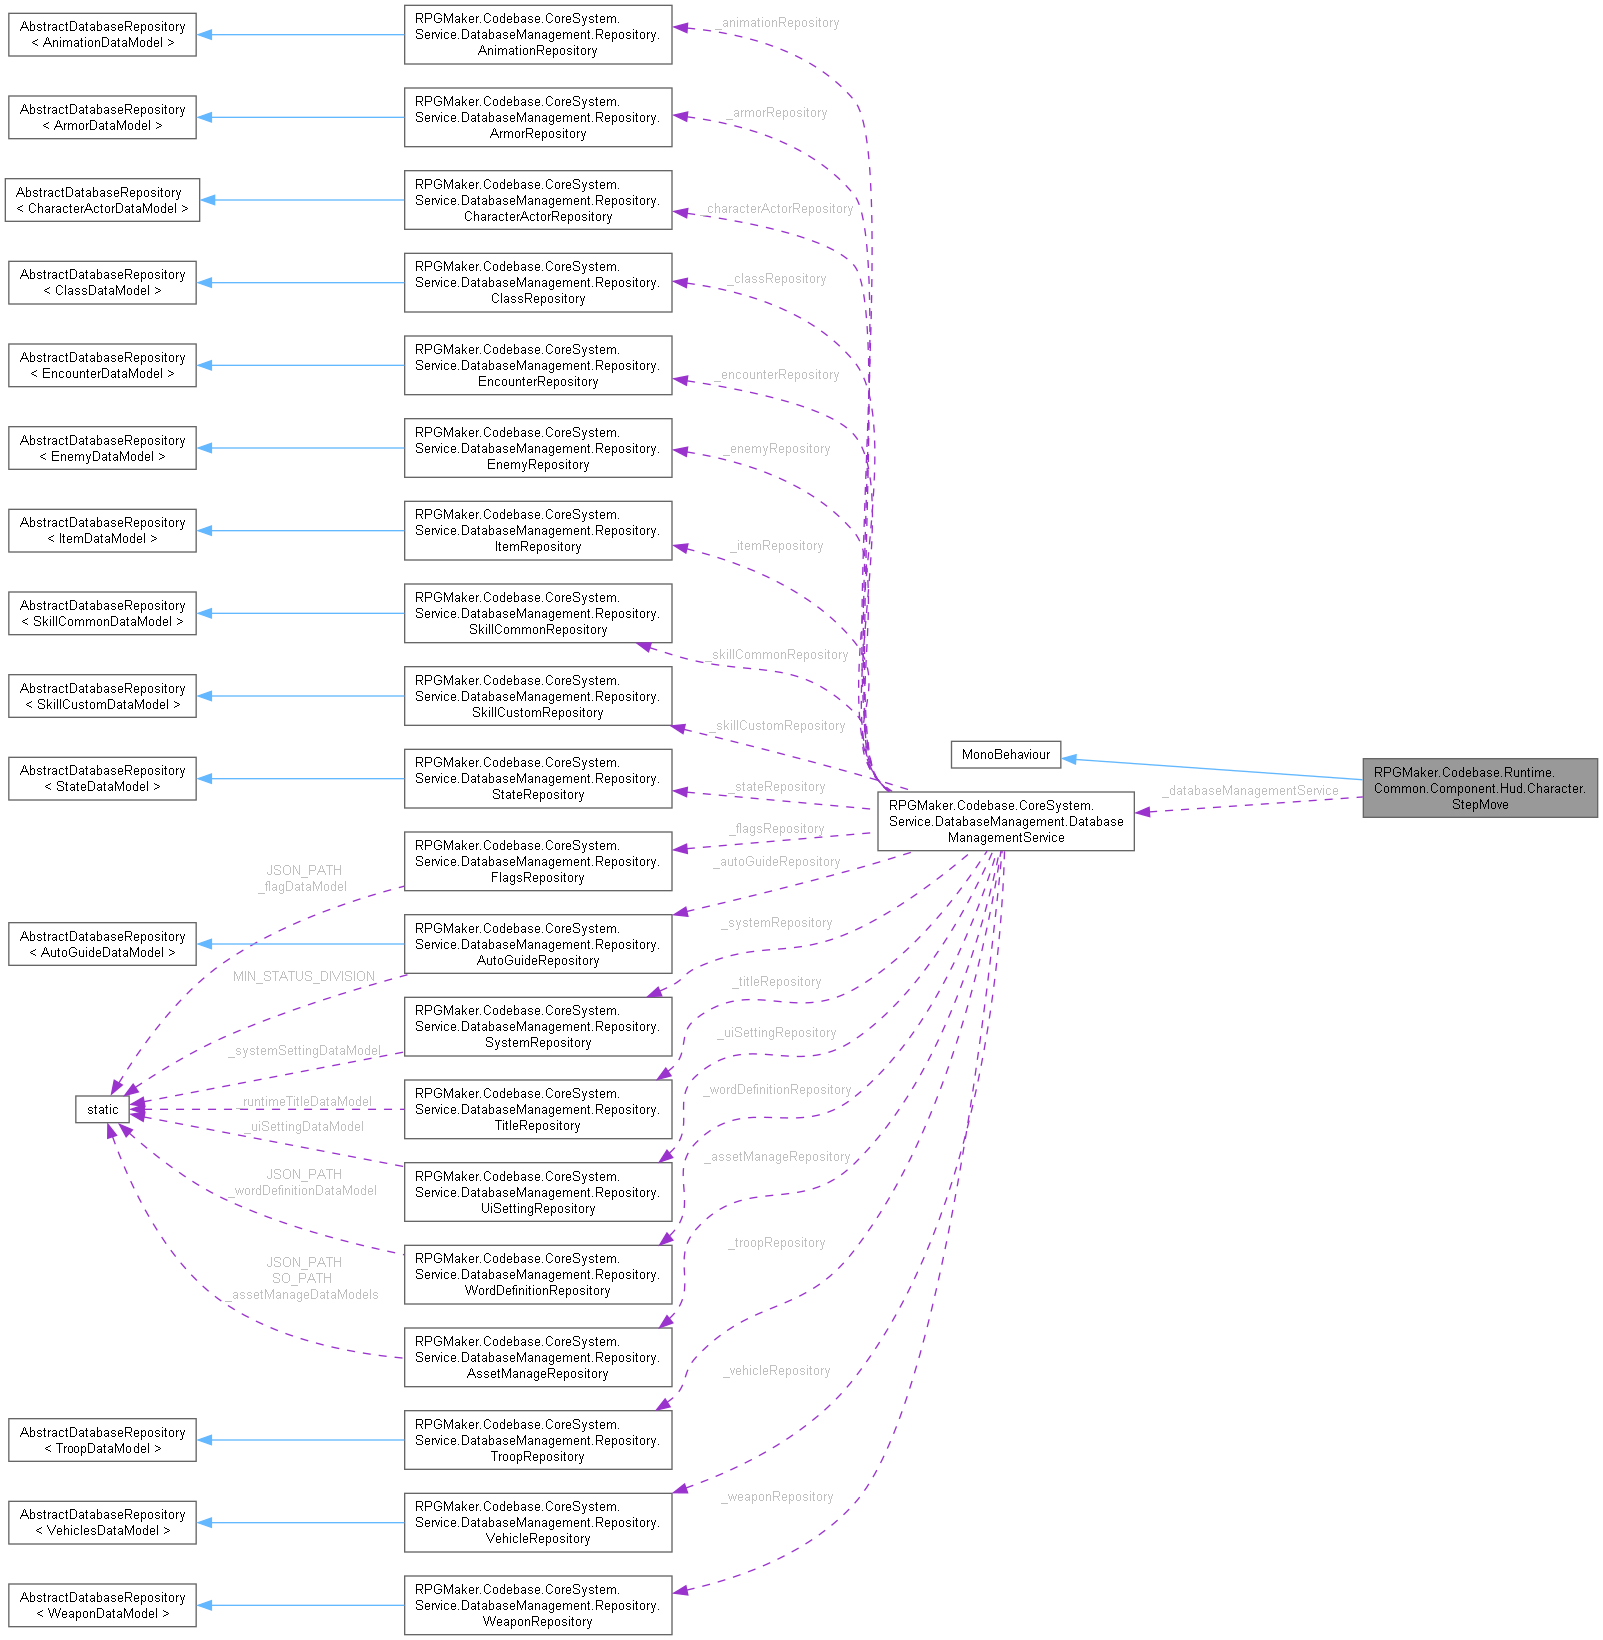 AbstractDatabaseRepository
< AnimationDataModel >
RPGMaker.Codebase.CoreSystem.
Service.DatabaseManagement.Repository.
AnimationRepository
_animationRepository
AbstractDatabaseRepository
< ArmorDataModel >
RPGMaker.Codebase.CoreSystem.
Service.DatabaseManagement.Repository.
ArmorRepository
_armorRepository
AbstractDatabaseRepository
< CharacterActorDataModel >
RPGMaker.Codebase.CoreSystem.
Service.DatabaseManagement.Repository.
CharacterActorRepository
_characterActorRepository
AbstractDatabaseRepository
< ClassDataModel >
RPGMaker.Codebase.CoreSystem.
Service.DatabaseManagement.Repository.
ClassRepository
_classRepository
AbstractDatabaseRepository
< EncounterDataModel >
RPGMaker.Codebase.CoreSystem.
Service.DatabaseManagement.Repository.
EncounterRepository
_encounterRepository
AbstractDatabaseRepository
< EnemyDataModel >
RPGMaker.Codebase.CoreSystem.
Service.DatabaseManagement.Repository.
EnemyRepository
_enemyRepository
AbstractDatabaseRepository
< ItemDataModel >
RPGMaker.Codebase.CoreSystem.
Service.DatabaseManagement.Repository.
ItemRepository
_itemRepository
AbstractDatabaseRepository
< SkillCommonDataModel >
RPGMaker.Codebase.CoreSystem.
Service.DatabaseManagement.Repository.
SkillCommonRepository
_skillCommonRepository
AbstractDatabaseRepository
< SkillCustomDataModel >
RPGMaker.Codebase.CoreSystem.
Service.DatabaseManagement.Repository.
SkillCustomRepository
_skillCustomRepository
AbstractDatabaseRepository
< StateDataModel >
RPGMaker.Codebase.CoreSystem.
Service.DatabaseManagement.Repository.
StateRepository
_stateRepository
MonoBehaviour
RPGMaker.Codebase.CoreSystem.
Service.DatabaseManagement.Database
ManagementService
_databaseManagementService
RPGMaker.Codebase.Runtime.
Common.Component.Hud.Character.
StepMove
RPGMaker.Codebase.CoreSystem.
Service.DatabaseManagement.Repository.
FlagsRepository
_flagsRepository
JSON_PATH
_flagDataModel
AbstractDatabaseRepository
< AutoGuideDataModel >
RPGMaker.Codebase.CoreSystem.
Service.DatabaseManagement.Repository.
AutoGuideRepository
_autoGuideRepository
MIN_STATUS_DIVISION
RPGMaker.Codebase.CoreSystem.
Service.DatabaseManagement.Repository.
SystemRepository
_systemRepository
_systemSettingDataModel
static
_runtimeTitleDataModel
RPGMaker.Codebase.CoreSystem.
Service.DatabaseManagement.Repository.
TitleRepository
_titleRepository
_uiSettingDataModel
RPGMaker.Codebase.CoreSystem.
Service.DatabaseManagement.Repository.
UiSettingRepository
_uiSettingRepository
JSON_PATH
_wordDefinitionDataModel
RPGMaker.Codebase.CoreSystem.
Service.DatabaseManagement.Repository.
WordDefinitionRepository
_wordDefinitionRepository
JSON_PATH
SO_PATH
_assetManageDataModels
RPGMaker.Codebase.CoreSystem.
Service.DatabaseManagement.Repository.
AssetManageRepository
_assetManageRepository
AbstractDatabaseRepository
< TroopDataModel >
RPGMaker.Codebase.CoreSystem.
Service.DatabaseManagement.Repository.
TroopRepository
_troopRepository
AbstractDatabaseRepository
< VehiclesDataModel >
RPGMaker.Codebase.CoreSystem.
Service.DatabaseManagement.Repository.
VehicleRepository
_vehicleRepository
AbstractDatabaseRepository
< WeaponDataModel >
RPGMaker.Codebase.CoreSystem.
Service.DatabaseManagement.Repository.
WeaponRepository
_weaponRepository